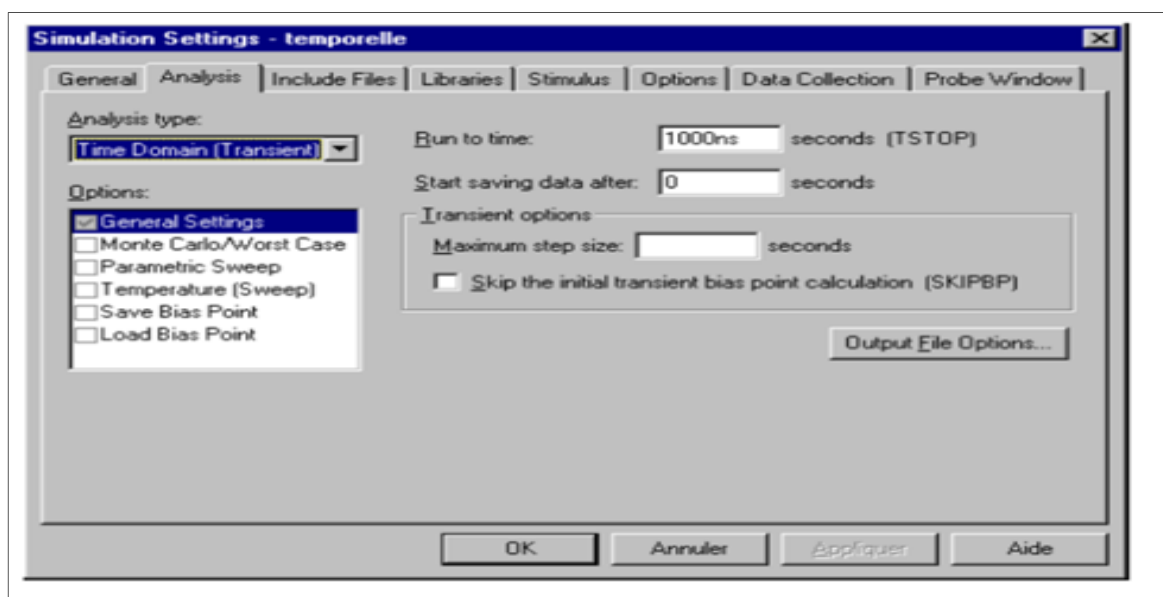 Simulation Settings - temporelle
General Analysis Include Files Libraries Stimulus Options Data Collection Probe Window
Analysis type:
Time Domain (Transient)
Options:
General Settings
Monte Carlo/Worst Case
Parametric Sweep
Temperature (Sweep)
Save Bias Point
Load Bias Point
Run to time: 1000ns seconds (TSTOP)
Start saving data after: 0 seconds
Transient options
Maximum step size: seconds
Skip the initial transient bias point calculation (SKIPBP)
Output File Options...
OK Annuler Appliquer Aide